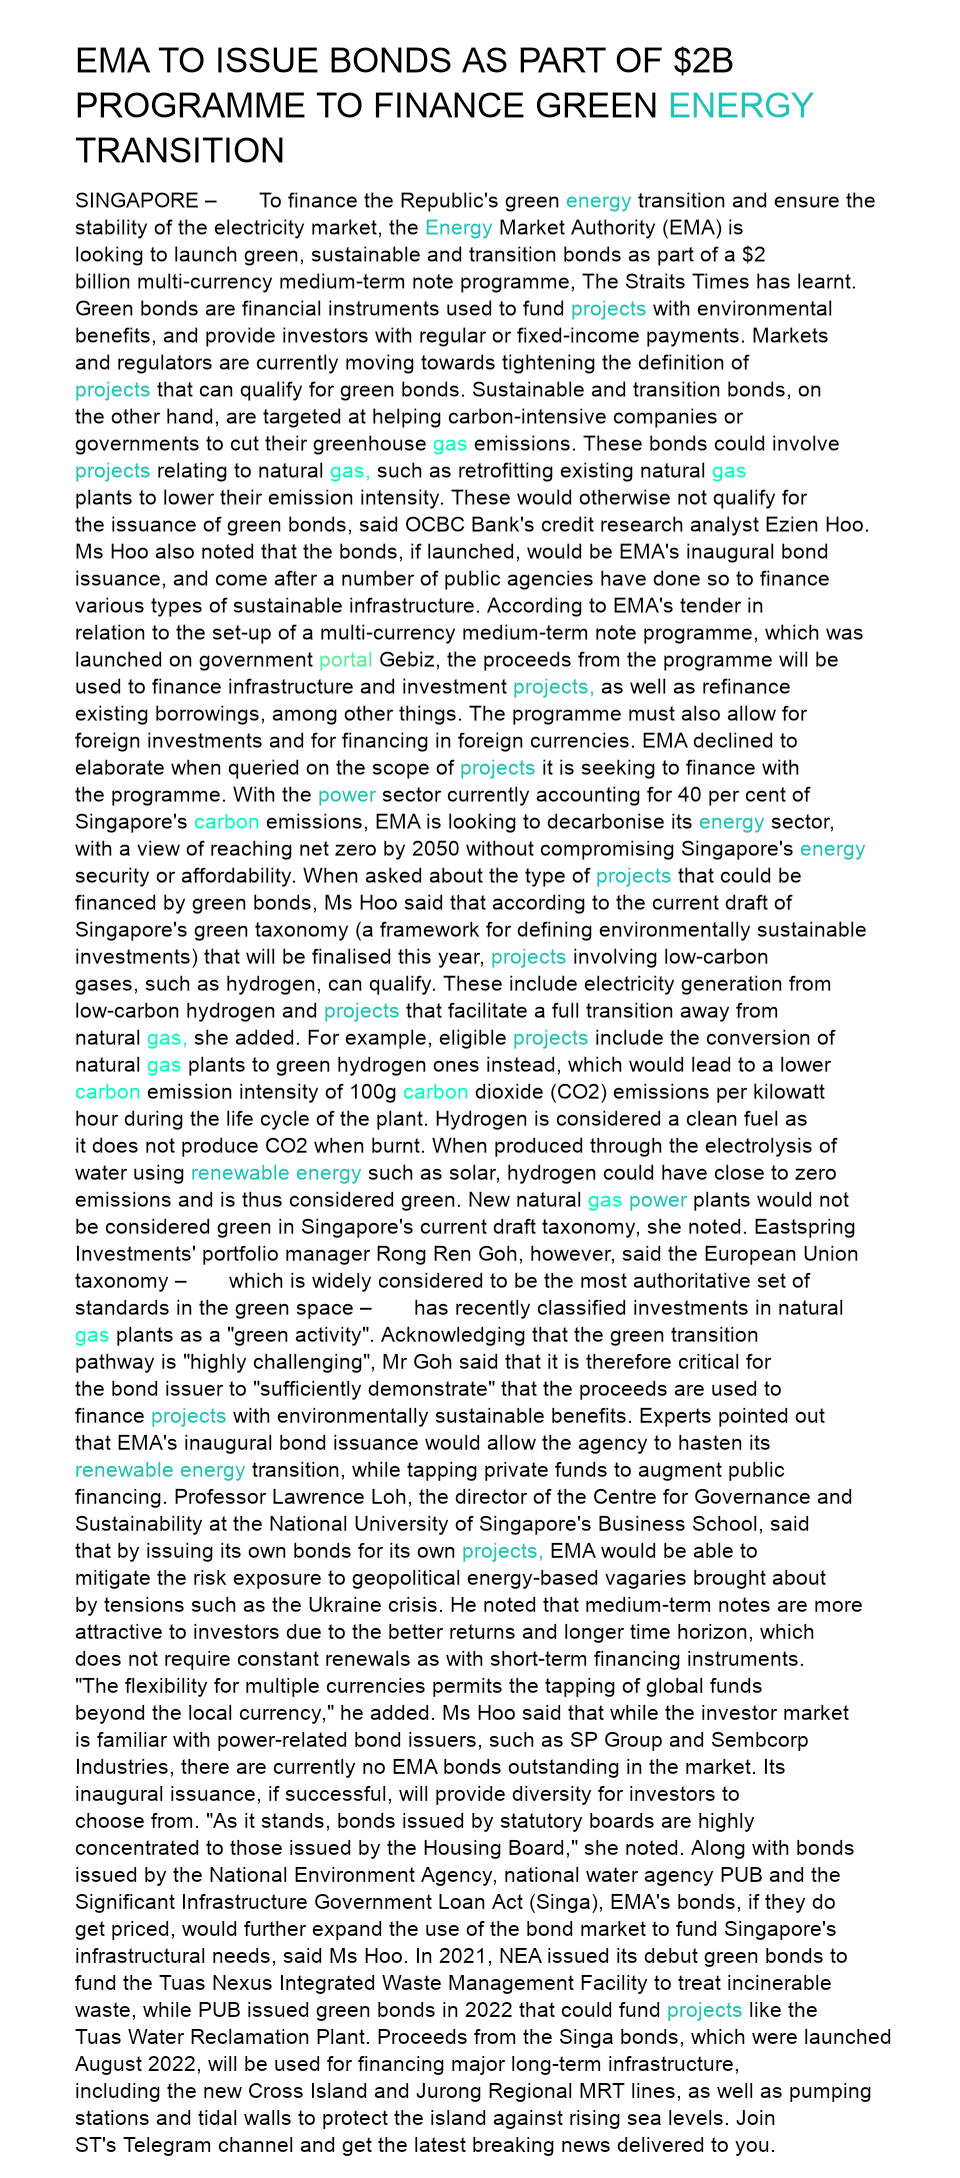 EMA TO ISSUE BONDS AS PART OF $2B
PROGRAMME TO FINANCE GREEN ENERGY
TRANSITION
SINGAPORE – To finance the Republic's green energy transition and ensure the
stability of the electricity market, the Energy Market Authority (EMA) is
looking to launch green, sustainable and transition bonds as part of a $2
billion multi-currency medium-term note programme, The Straits Times has learnt.
Green bonds are financial instruments used to fund projects with environmental
benefits, and provide investors with regular or fixed-income payments. Markets
and regulators are currently moving towards tightening the definition of
projects that can qualify for green bonds. Sustainable and transition bonds, on
the other hand, are targeted at helping carbon-intensive companies or
governments to cut their greenhouse gas emissions. These bonds could involve
projects relating to natural gas, such as retrofitting existing natural gas
plants to lower their emission intensity. These would otherwise not qualify for
the issuance of green bonds, said OCBC Bank's credit research analyst Ezien Hoo.
Ms Hoo also noted that the bonds, if launched, would be EMA's inaugural bond
issuance, and come after a number of public agencies have done so to finance
various types of sustainable infrastructure. According to EMA's tender in
relation to the set-up of a multi-currency medium-term note programme, which was
launched on government portal Gebiz, the proceeds from the programme will be
used to finance infrastructure and investment projects, as well as refinance
existing borrowings, among other things. The programme must also allow for
foreign investments and for financing in foreign currencies. EMA declined to
elaborate when queried on the scope of projects it is seeking to finance with
the programme. With the power sector currently accounting for 40 per cent of
Singapore's carbon emissions, EMA is looking to decarbonise its energy sector,
with a view of reaching net zero by 2050 without compromising Singapore's energy
security or affordability. When asked about the type of projects that could be
financed by green bonds, Ms Hoo said that according to the current draft of
Singapore's green taxonomy (a framework for defining environmentally sustainable
investments) that will be finalised this year, projects involving low-carbon
gases, such as hydrogen, can qualify. These include electricity generation from
low-carbon hydrogen and projects that facilitate a full transition away from
natural gas, she added. For example, eligible projects include the conversion of
natural gas plants to green hydrogen ones instead, which would lead to a lower
carbon emission intensity of 100g carbon dioxide (CO2) emissions per kilowatt
hour during the life cycle of the plant. Hydrogen is considered a clean fuel as
it does not produce CO2 when burnt. When produced through the electrolysis of
water using renewable energy such as solar, hydrogen could have close to zero
emissions and is thus considered green. New natural gas power plants would not
be considered green in Singapore's current draft taxonomy, she noted. Eastspring
Investments' portfolio manager Rong Ren Goh, however, said the European Union
taxonomy – which is widely considered to be the most authoritative set of
standards in the green space – has recently classified investments in natural
gas plants as a "green activity". Acknowledging that the green transition
pathway is "highly challenging", Mr Goh said that it is therefore critical for
the bond issuer to "sufficiently demonstrate" that the proceeds are used to
finance projects with environmentally sustainable benefits. Experts pointed out
that EMA's inaugural bond issuance would allow the agency to hasten its
renewable energy transition, while tapping private funds to augment public
financing. Professor Lawrence Loh, the director of the Centre for Governance and
Sustainability at the National University of Singapore's Business School, said
that by issuing its own bonds for its own projects, EMA would be able to
mitigate the risk exposure to geopolitical energy-based vagaries brought about
by tensions such as the Ukraine crisis. He noted that medium-term notes are more
attractive to investors due to the better returns and longer time horizon, which
does not require constant renewals as with short-term financing instruments.
"The flexibility for multiple currencies permits the tapping of global funds
beyond the local currency," he added. Ms Hoo said that while the investor market
is familiar with power-related bond issuers, such as SP Group and Sembcorp
Industries, there are currently no EMA bonds outstanding in the market. Its
inaugural issuance, if successful, will provide diversity for investors to
choose from. "As it stands, bonds issued by statutory boards are highly
concentrated to those issued by the Housing Board," she noted. Along with bonds
issued by the National Environment Agency, national water agency PUB and the
Significant Infrastructure Government Loan Act (Singa), EMA's bonds, if they do
get priced, would further expand the use of the bond market to fund Singapore's
infrastructural needs, said Ms Hoo. In 2021, NEA issued its debut green bonds to
fund the Tuas Nexus Integrated Waste Management Facility to treat incinerable
waste, while PUB issued green bonds in 2022 that could fund projects like the
Tuas Water Reclamation Plant. Proceeds from the Singa bonds, which were launched
August 2022, will be used for financing major long-term infrastructure,
including the new Cross Island and Jurong Regional MRT lines, as well as pumping
stations and tidal walls to protect the island against rising sea levels. Join
ST's Telegram channel and get the latest breaking news delivered to you.